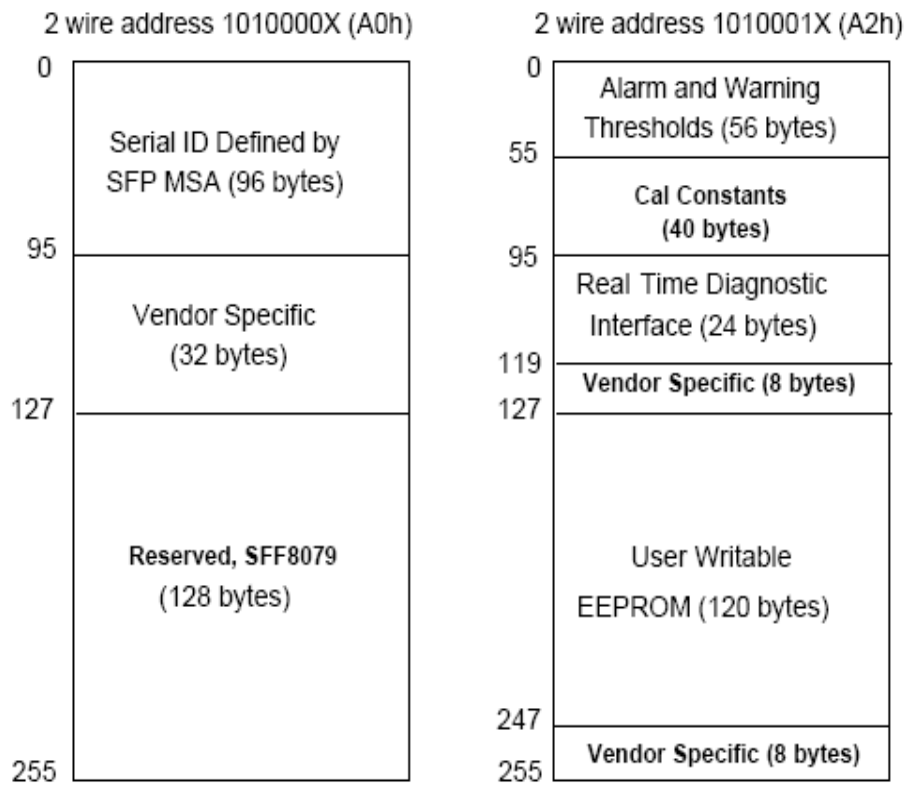 2 wire address 1010000X (A0h)
0
Serial ID Defined by
SFP MSA (96 bytes)
95
Vendor Specific
(32 bytes)
127
Reserved, SFF8079
(128 bytes)
255
2 wire address 1010001X (A2h)
0
Alarm and Warning
Thresholds (56 bytes)
55
Cal Constants
(40 bytes)
95
Real Time Diagnostic
Interface (24 bytes)
119
Vendor Specific (8 bytes)
127
User Writable
EEPROM (120 bytes)
247
Vendor Specific (8 bytes)
255